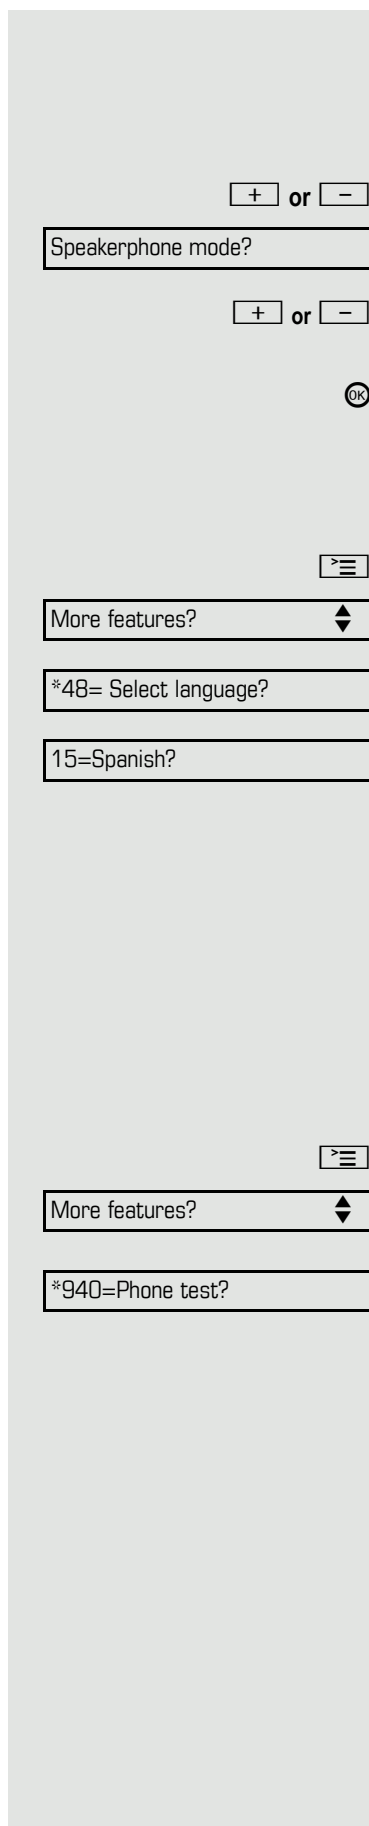 + or −
Speakerphone mode?
+ or −
OK
More features?
*48= Select language?
15=Spanish?
More features?
*940=Phone test?